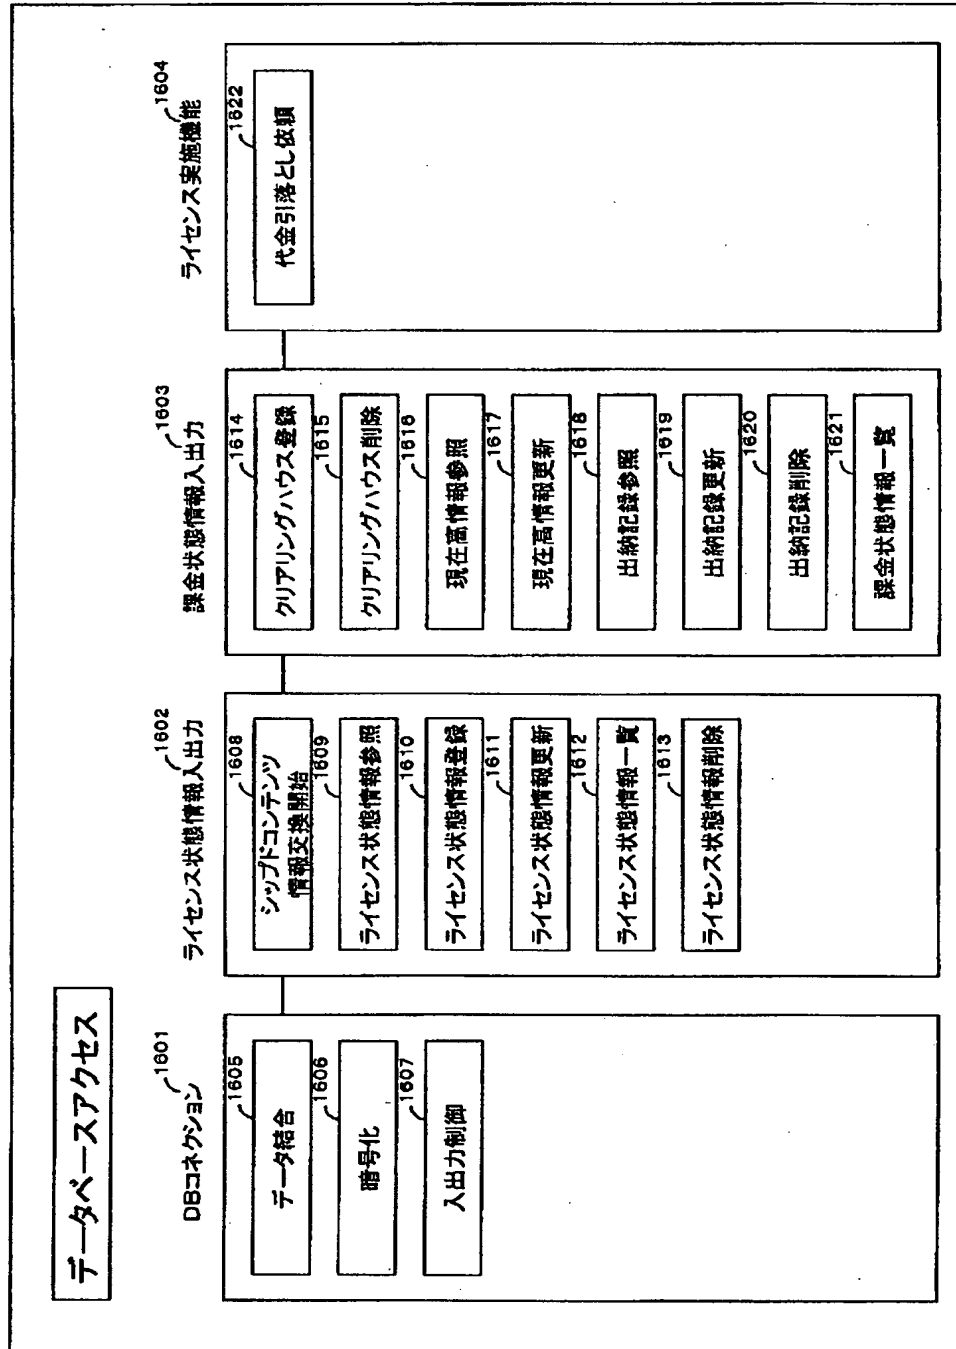 データベースアクセス
1601
DBコネクション
1605
データ結合
1606
暗号化
1607
入出力制御
1602
ライセンス状態情報入出力
1608
シップドコンテンツ
情報交換開始
1609
ライセンス状態情報参照
1610
ライセンス状態情報登録
1611
ライセンス状態情報更新
1612
ライセンス状態情報一覧
1613
ライセンス状態情報削除
1603
課金状態情報入出力
1614
クリアリングハウス登録
1615
クリアリングハウス削除
1616
現在高情報参照
1617
現在高情報更新
1618
出納記録参照
1619
出納記録更新
1620
出納記録削除
1621
課金状態情報一覧
1604
ライセンス実施機能
1622
代金引落とし依頼